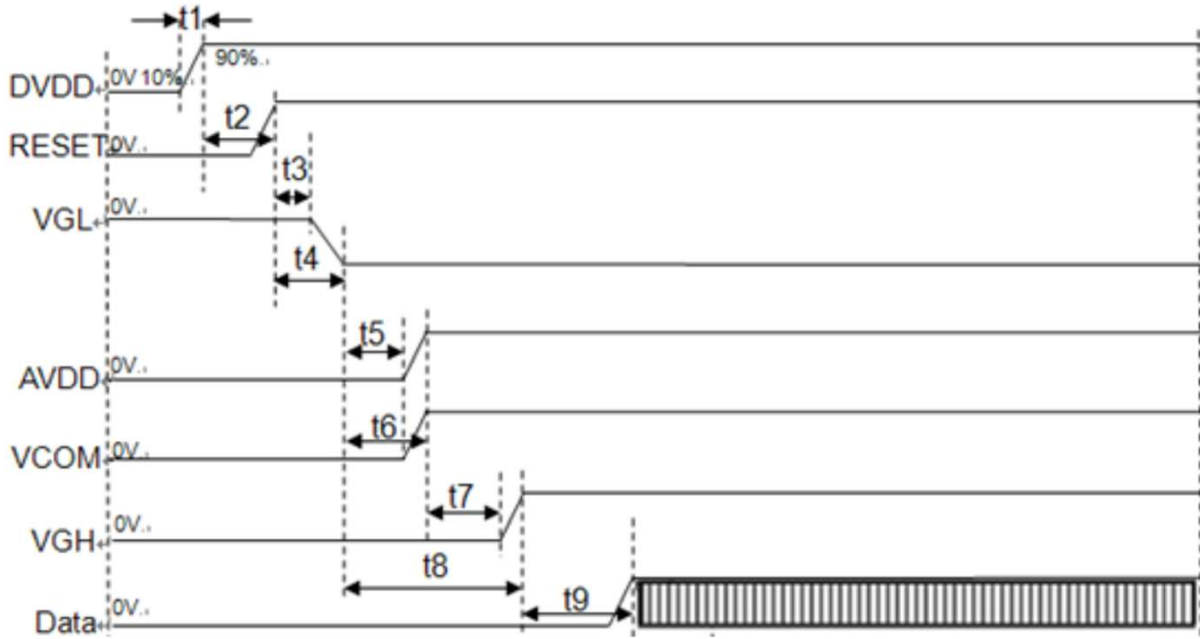 t1
90%..
DVDD 0V 10%..
t2
RESET 0V..
t3
VGL 0V..
t4
t5
AVDD 0V..
t6
VCOM 0V..
t7
VGH 0V..
t8
t9
Data 0V..